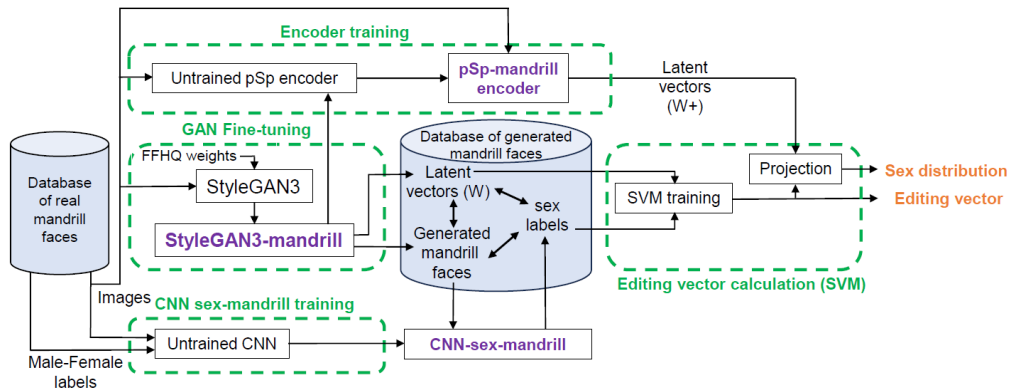 Encoder training
Untrained pSp encoder
pSp-mandrill
encoder
Latent
vectors
(W+)
GAN Fine-tuning
FFHQ weights
StyleGAN3
StyleGAN3-mandrill
Database
of real
mandrill
faces
Database of generated
mandrill faces
Latent
vectors (W)
sex
labels
Generated
mandrill
faces
SVM training
Projection
Sex distribution
Editing vector
Editing vector calculation (SVM)
Images
CNN sex-mandrill training
Untrained CNN
CNN-sex-mandrill
Male-Female
labels